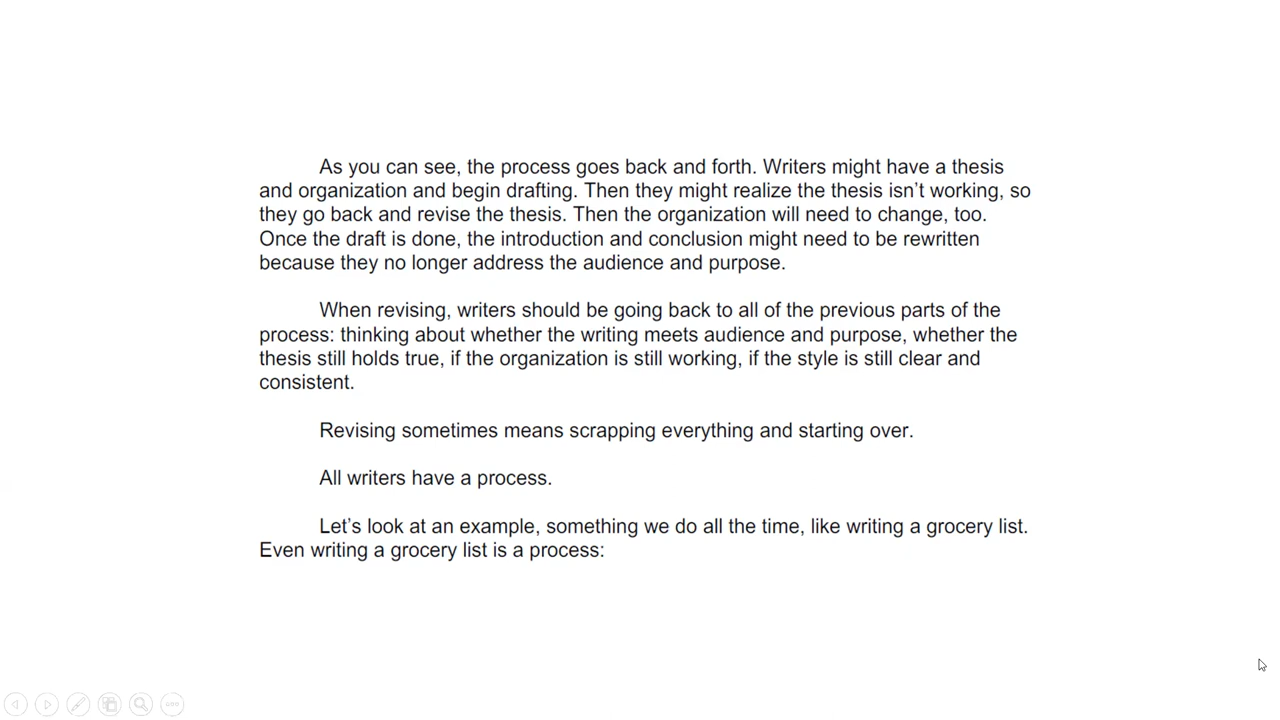 As you can see, the process goes back and forth. Writers might have a thesis
and organization and begin drafting. Then they might realize the thesis isn’t working, so
they go back and revise the thesis. Then the organization will need to change, too.
Once the draft is done, the introduction and conclusion might need to be rewritten
because they no longer address the audience and purpose.
When revising, writers should be going back to all of the previous parts of the
process: thinking about whether the writing meets audience and purpose, whether the
thesis still holds true, if the organization is still working, if the style is still clear and
consistent.
Revising sometimes means scrapping everything and starting over.
All writers have a process.
Let’s look at an example, something we do all the time, like writing a grocery list.
Even writing a grocery list is a process: